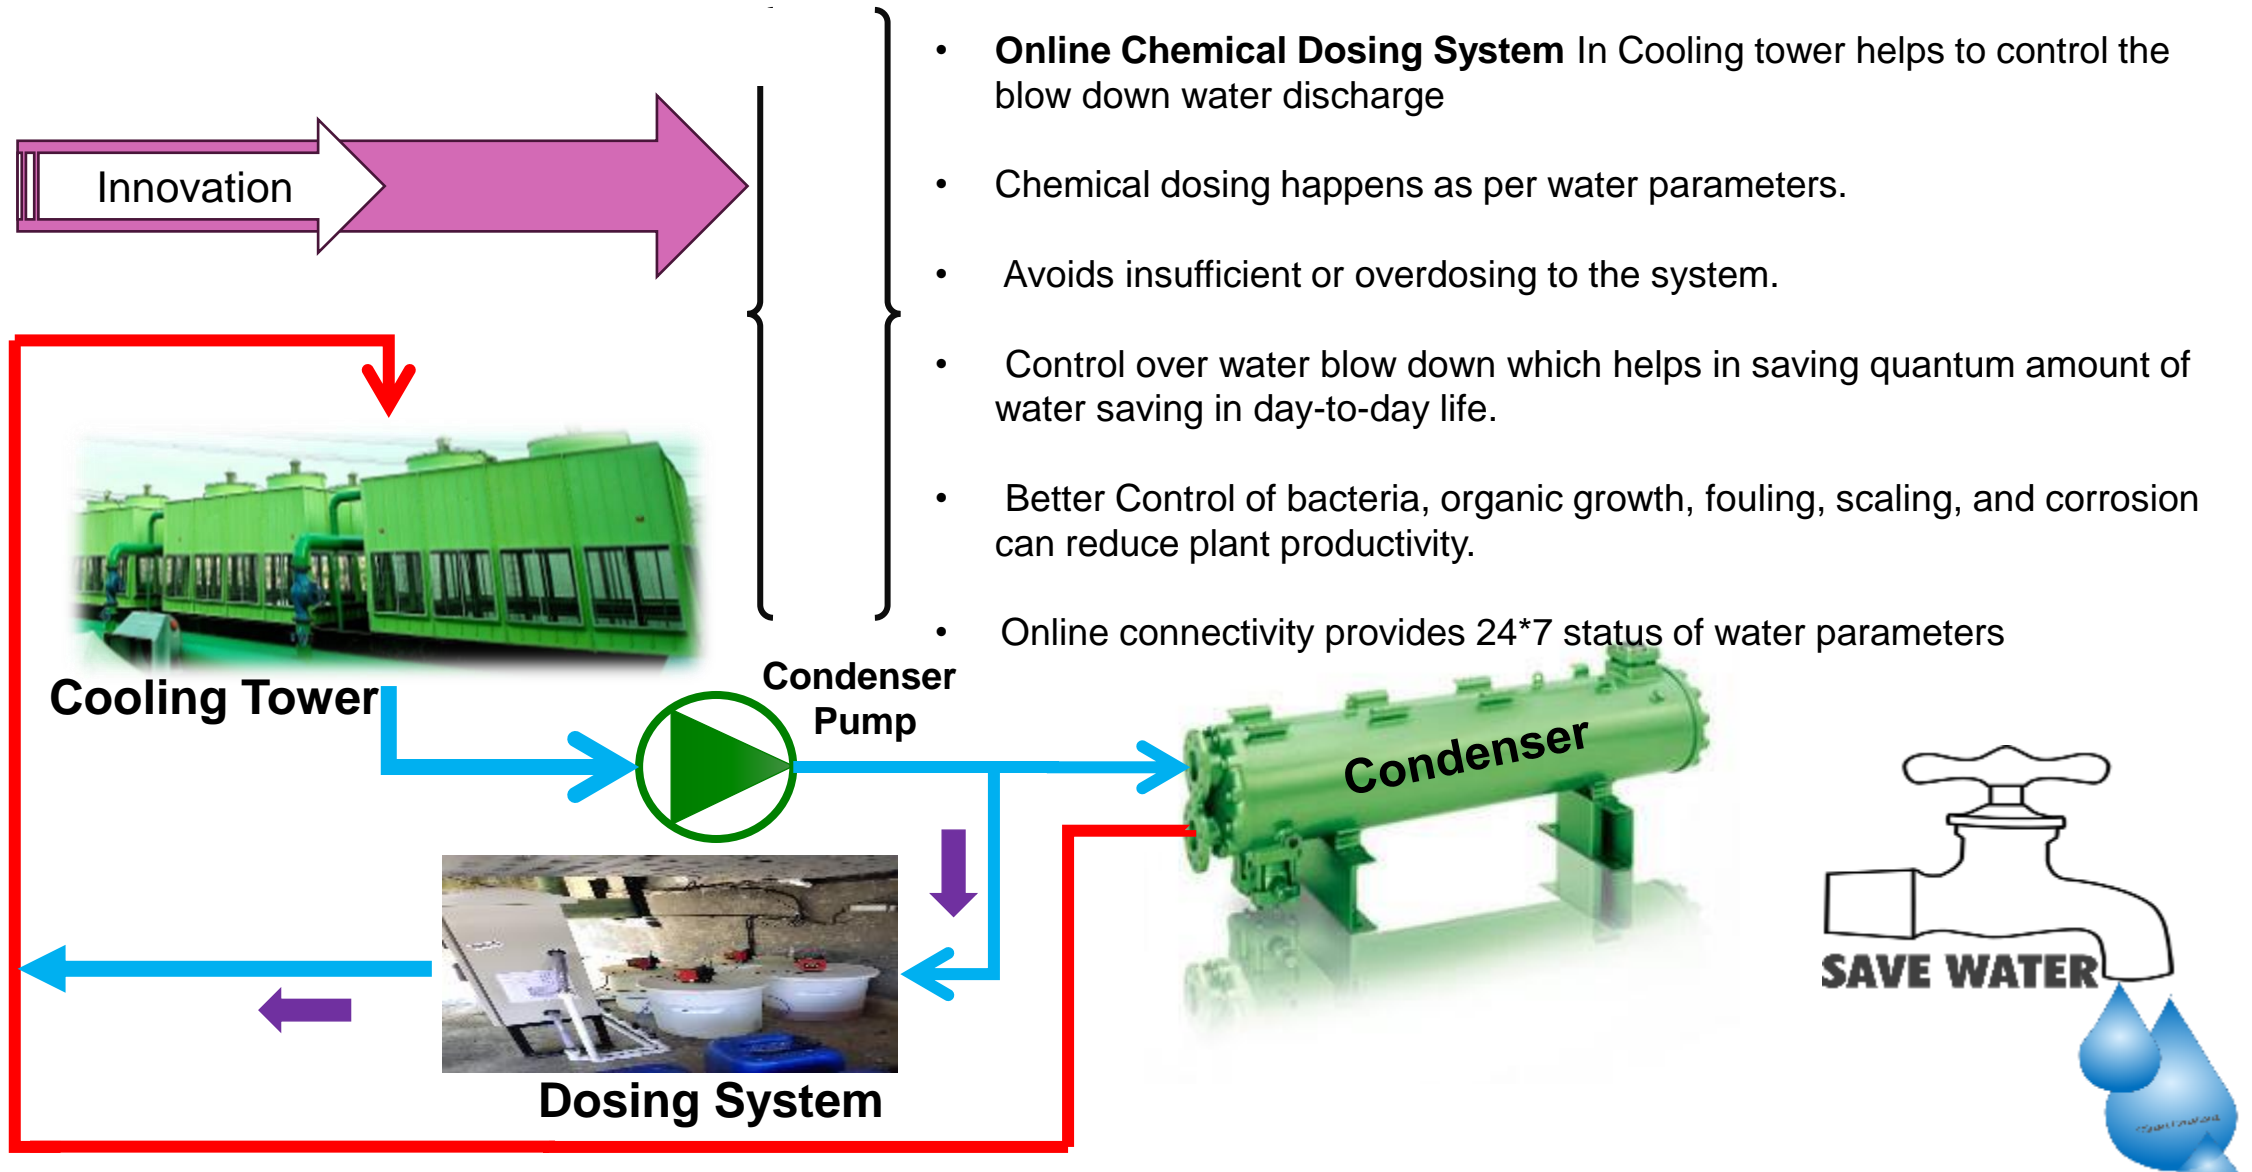 • Online Chemical Dosing System In Cooling tower helps to control the
blow down water discharge
Innovation
• Chemical dosing happens as per water parameters.
• Avoids insufficient or overdosing to the system.
• Control over water blow down which helps in saving quantum amount of
water saving in day-to-day life.
• Better Control of bacteria, organic growth, fouling, scaling, and corrosion
can reduce plant productivity.
• Online connectivity provides 24*7 status of water parameters
Cooling Tower
Condenser
Pump
Condenser
SAVE WATER
Dosing System